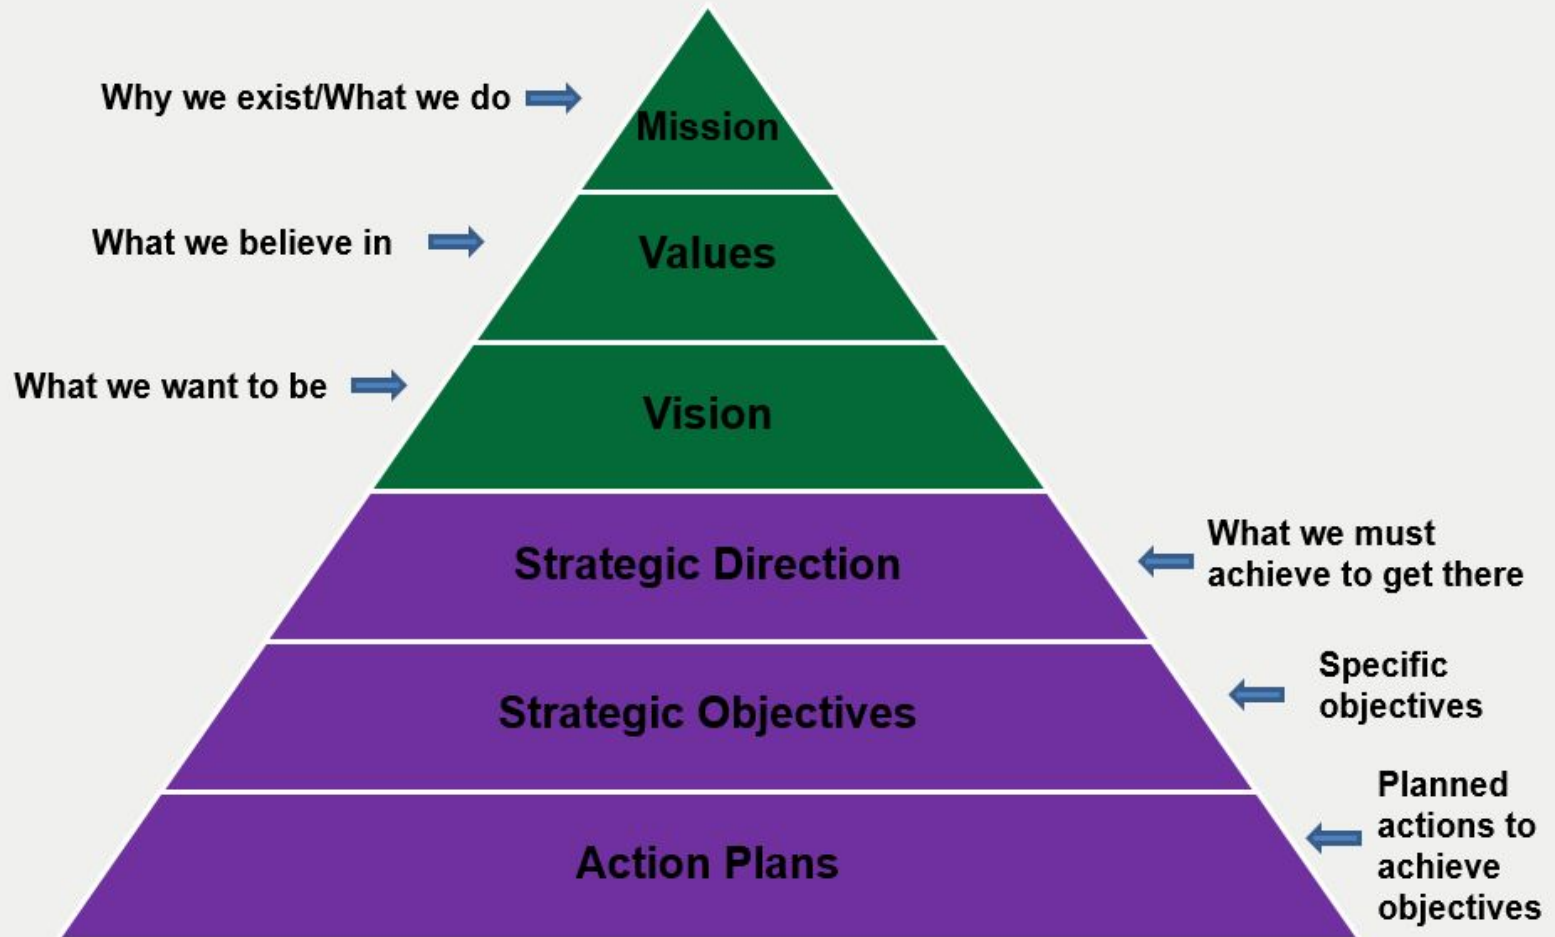 Why we exist/What we do
Mission
What we believe in
Values
What we want to be
Vision
Strategic Direction
What we must
achieve to get there
Strategic Objectives
Specific
objectives
Action Plans
Planned
actions to
achieve
objectives